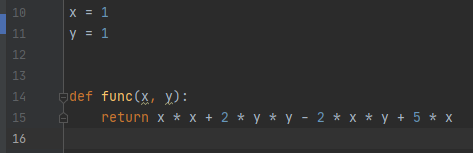 10 x = 1
11 y = 1
12
13
14 def func(x, y):
15 return x * x + 2 * y * y - 2 * x * y + 5 * x
16